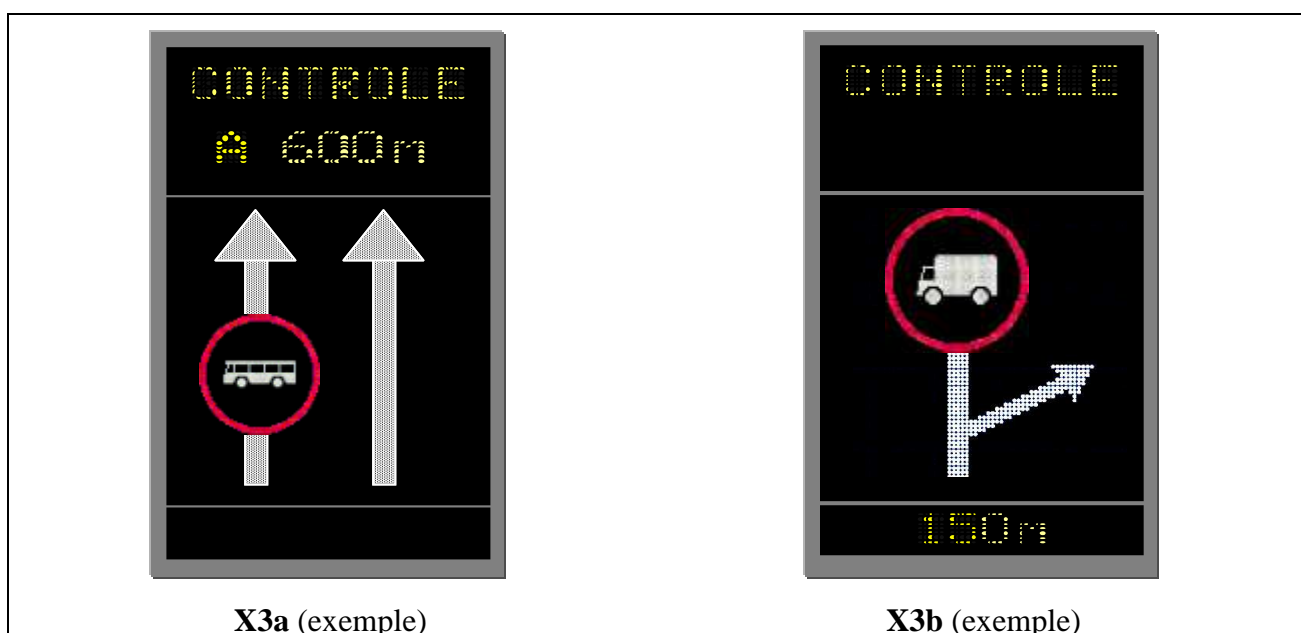 CONTROLE
A 600m
X3a (exemple)
CONTROLE
150m
X3b (exemple)